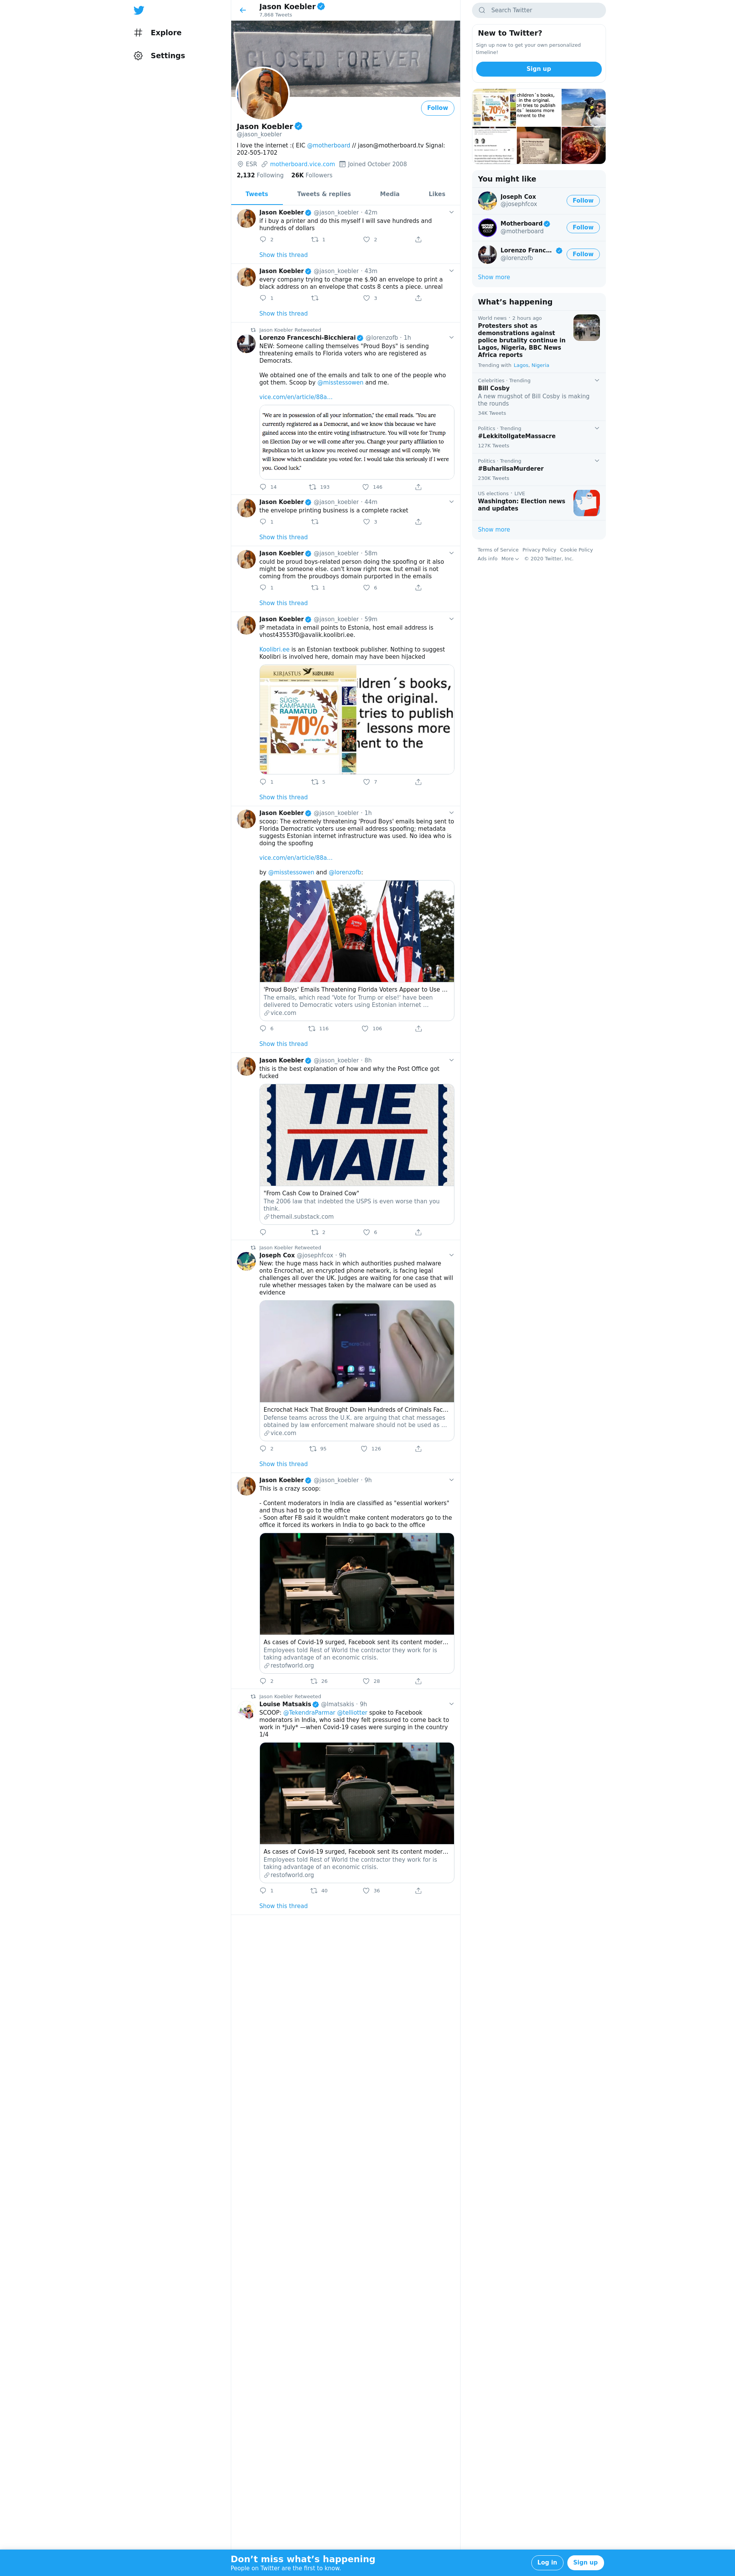 Explore
Settings
Jason Koebler
7,968 Tweets
CLOSED FOREVER
Follow
Jason Koebler
@jason_koebler
I love the internet :( EIC @motherboard // jason@motherboard.tv Signal:
202-505-1702
ESR motherboard.vice.com Joined October 2008
2,132 Following 26K Followers
Tweets Tweets & replies Media Likes
Jason Koebler @jason_koebler · 42m
if i buy a printer and do this myself I will save hundreds and
hundreds of dollars
2 1 2
Show this thread
Jason Koebler @jason_koebler · 43m
every company trying to charge me $.90 an envelope to print a
black address on an envelope that costs 8 cents a piece. unreal
1 3
Show this thread
Jason Koebler Retweeted
Lorenzo Franceschi-Bicchierai @lorenzofb · 1h
NEW: Someone calling themselves "Proud Boys" is sending
threatening emails to Florida voters who are registered as
Democrats.
We obtained one of the emails and talk to one of the people who
got them. Scoop by @misstessowen and me.
vice.com/en/article/88a...
"We are in possession of all your information," the email reads. "You are
currently registered as a Democrat, and we know this because we have
gained access into the entire voting infrastructure. You will vote for Trump
on Election Day or we will come after you. Change your party affiliation to
Republican to let us know you received our message and will comply. We
will know which candidate you voted for. I would take this seriously if I were
you. Good luck."
14 193 146
Jason Koebler @jason_koebler · 44m
the envelope printing business is a complete racket
1 3
Show this thread
Jason Koebler @jason_koebler · 58m
could be proud boys-related person doing the spoofing or it also
might be someone else. can't know right now. but email is not
coming from the proudboys domain purported in the emails
1 1 6
Show this thread
Jason Koebler @jason_koebler · 59m
IP metadata in email points to Estonia, host email address is
vhost43553f0@avalik.koolibri.ee.
Koolibri.ee is an Estonian textbook publisher. Nothing to suggest
Koolibri is involved here, domain may have been hijacked
KIRJASTUS KOOLIBRI
SÜGIS-
KAMPAANIA
RAAMATUD
70%
ldren´s books,
the original.
tries to publish
´ lessons more
nent to the
1 5 7
Show this thread
Jason Koebler @jason_koebler · 1h
scoop: The extremely threatening 'Proud Boys' emails being sent to
Florida Democratic voters use email address spoofing; metadata
suggests Estonian internet infrastructure was used. No idea who is
doing the spoofing
vice.com/en/article/88a...
by @misstessowen and @lorenzofb:
'Proud Boys' Emails Threatening Florida Voters Appear to Use ...
The emails, which read 'Vote for Trump or else!' have been
delivered to Democratic voters using Estonian internet ...
vice.com
6 116 106
Show this thread
Jason Koebler @jason_koebler · 8h
this is the best explanation of how and why the Post Office got
fucked
THE
MAIL
"From Cash Cow to Drained Cow"
The 2006 law that indebted the USPS is even worse than you
think.
themail.substack.com
2 6
Jason Koebler Retweeted
Joseph Cox @josephfcox · 9h
New: the huge mass hack in which authorities pushed malware
onto Encrochat, an encrypted phone network, is facing legal
challenges all over the UK. Judges are waiting for one case that will
rule whether messages taken by the malware can be used as
evidence
Encrochat Hack That Brought Down Hundreds of Criminals Fac...
Defense teams across the U.K. are arguing that chat messages
obtained by law enforcement malware should not be used as ...
vice.com
2 95 126
Show this thread
Jason Koebler @jason_koebler · 9h
This is a crazy scoop:
- Content moderators in India are classified as "essential workers"
and thus had to go to the office
- Soon after FB said it wouldn't make content moderators go to the
office it forced its workers in India to go back to the office
As cases of Covid-19 surged, Facebook sent its content moder...
Employees told Rest of World the contractor they work for is
taking advantage of an economic crisis.
restofworld.org
2 26 28
Jason Koebler Retweeted
Louise Matsakis @lmatsakis · 9h
SCOOP: @TekendraParmar @telliotter spoke to Facebook
moderators in India, who said they felt pressured to come back to
work in *July* —when Covid-19 cases were surging in the country
1/4
As cases of Covid-19 surged, Facebook sent its content moder...
Employees told Rest of World the contractor they work for is
taking advantage of an economic crisis.
restofworld.org
1 40 36
Show this thread
Search Twitter
New to Twitter?
Sign up now to get your own personalized
timeline!
Sign up
children´s books,
in the original.
so tries to publish
ls´ lessons more
onment to the
You might like
Joseph Cox
@josephfcox
Follow
Motherboard
@motherboard
Follow
Lorenzo Franc...
@lorenzofb
Follow
Show more
What's happening
World news · 2 hours ago
Protesters shot as
demonstrations against
police brutality continue in
Lagos, Nigeria, BBC News
Africa reports
Trending with Lagos, Nigeria
Celebrities · Trending
Bill Cosby
A new mugshot of Bill Cosby is making
the rounds
34K Tweets
Politics · Trending
#LekkitollgateMassacre
127K Tweets
Politics · Trending
#BuhariIsaMurderer
230K Tweets
US elections · LIVE
Washington: Election news
and updates
Show more
Terms of Service Privacy Policy Cookie Policy
Ads info More © 2020 Twitter, Inc.
Don't miss what's happening
People on Twitter are the first to know.
Log in
Sign up